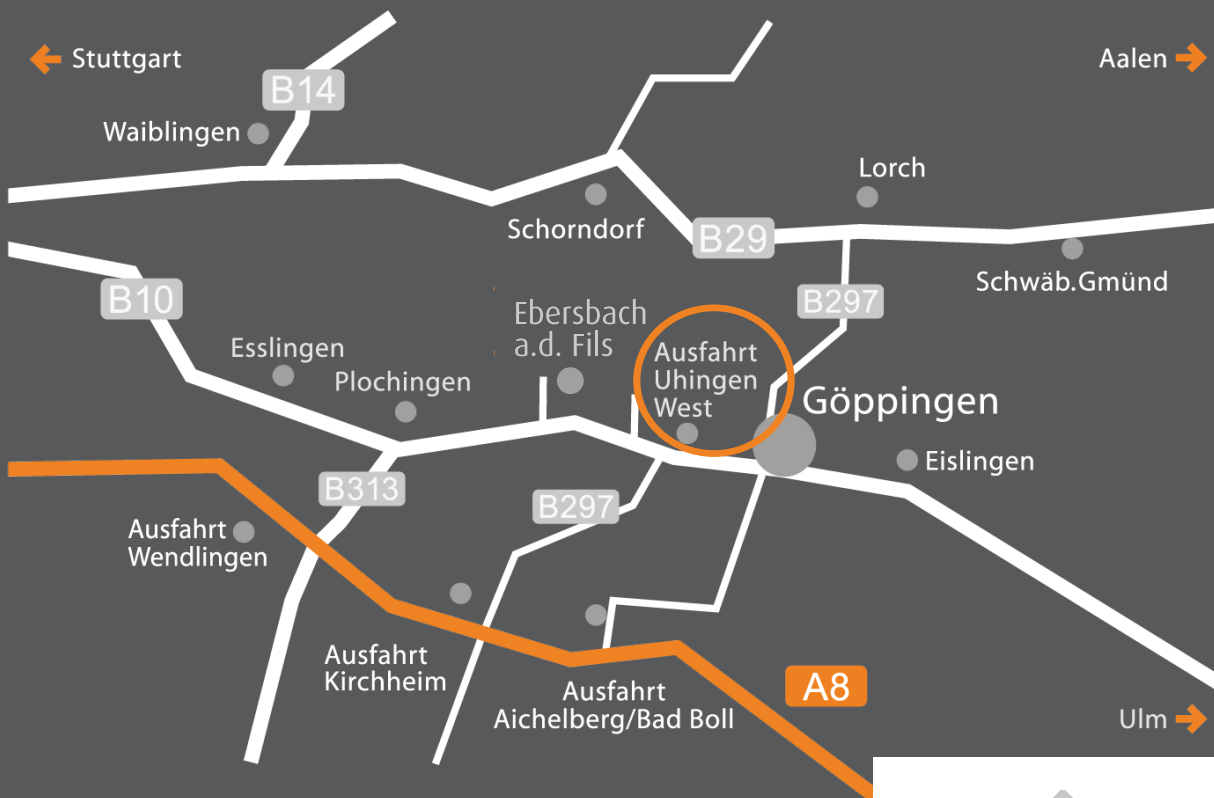 Stuttgart
Aalen
B14
Waiblingen
Lorch
Schorndorf
B29
Schwäb.Gmünd
B10
B297
Ebersbach
a.d. Fils
Esslingen
Plochingen
Ausfahrt
Uhingen
West
Göppingen
Eislingen
B313
B297
Ausfahrt
Wendlingen
Ausfahrt
Kirchheim
Ausfahrt
Aichelberg/Bad Boll
A8
Ulm